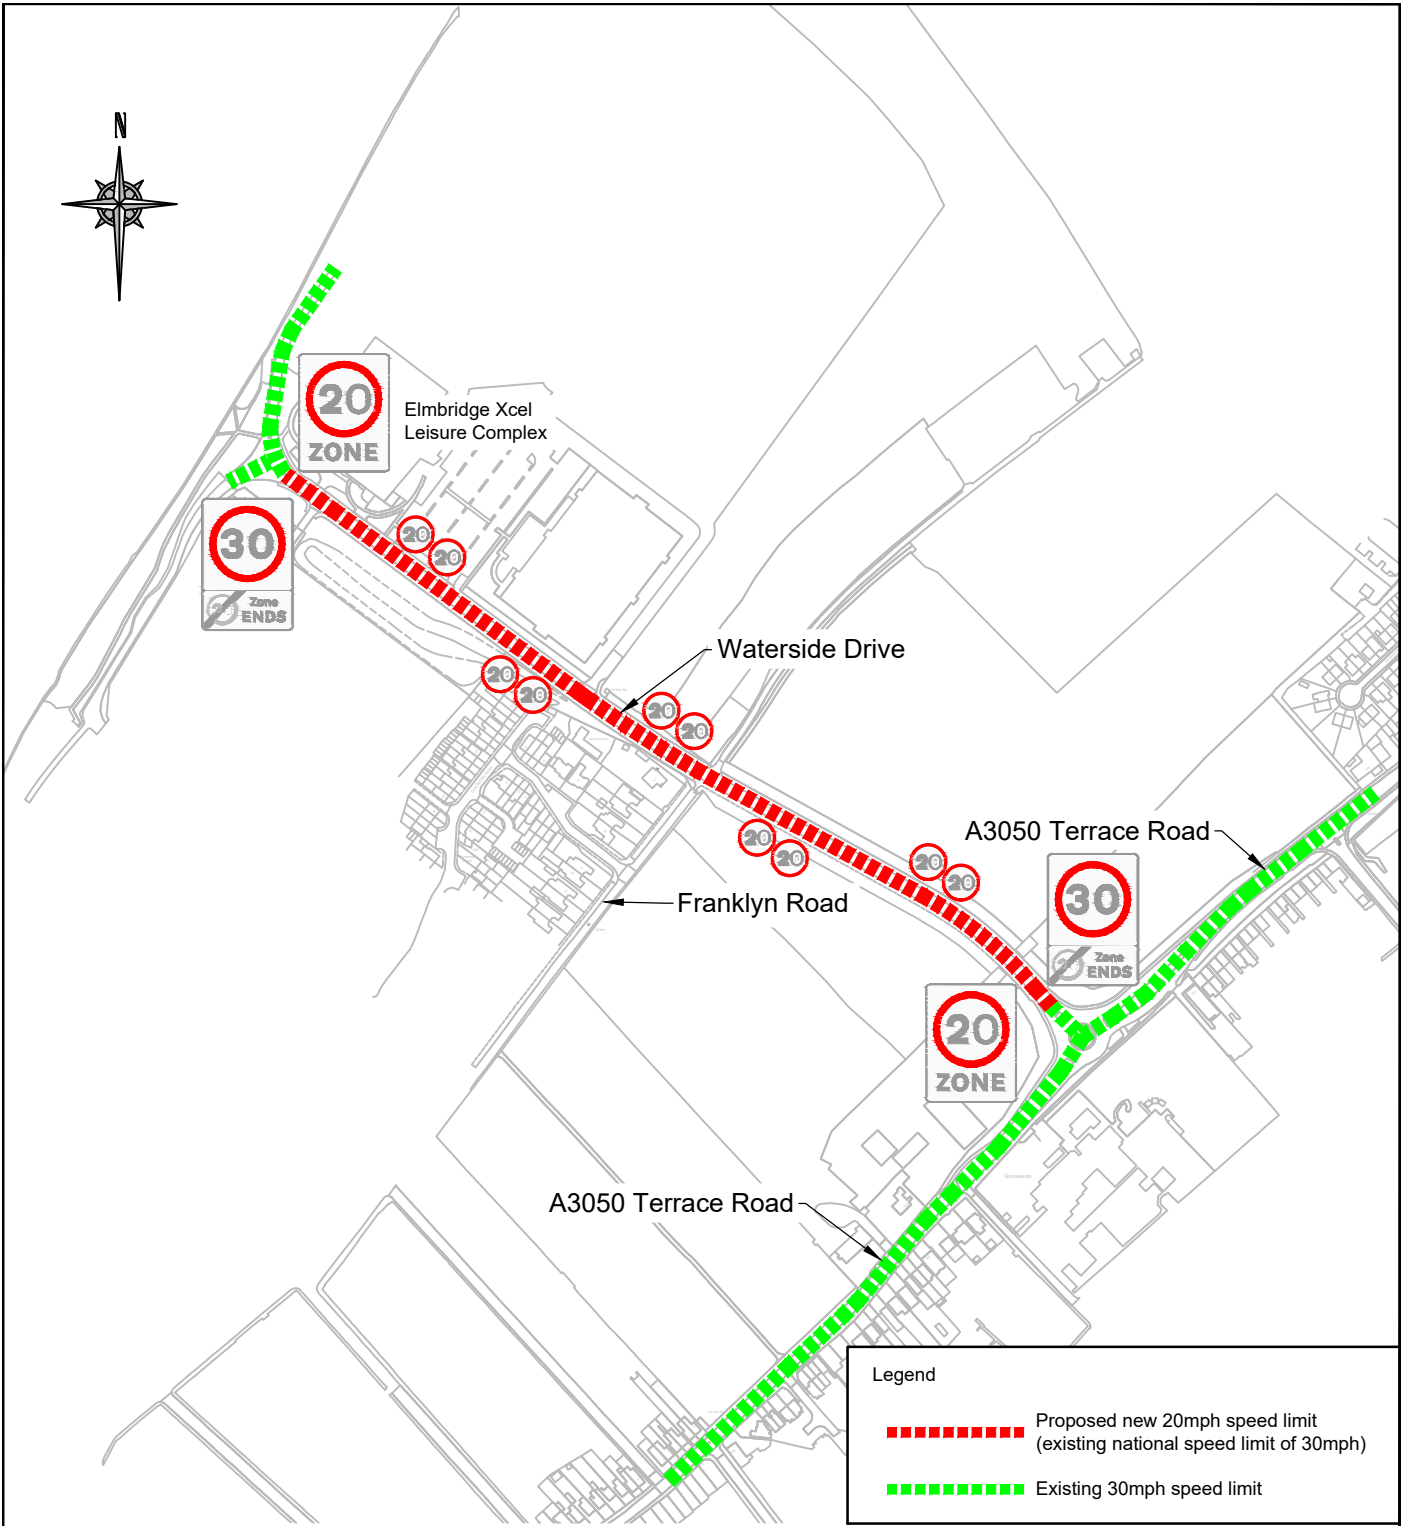 N
20
ZONE
Elmbridge Xcel
Leisure Complex
30
Zone
ENDS
20
20
20
20
Waterside Drive
20
20
20
20
A3050 Terrace Road
20
20
30
Zone
ENDS
Franklyn Road
20
ZONE
A3050 Terrace Road
Legend
Proposed new 20mph speed limit
(existing national speed limit of 30mph)
Existing 30mph speed limit